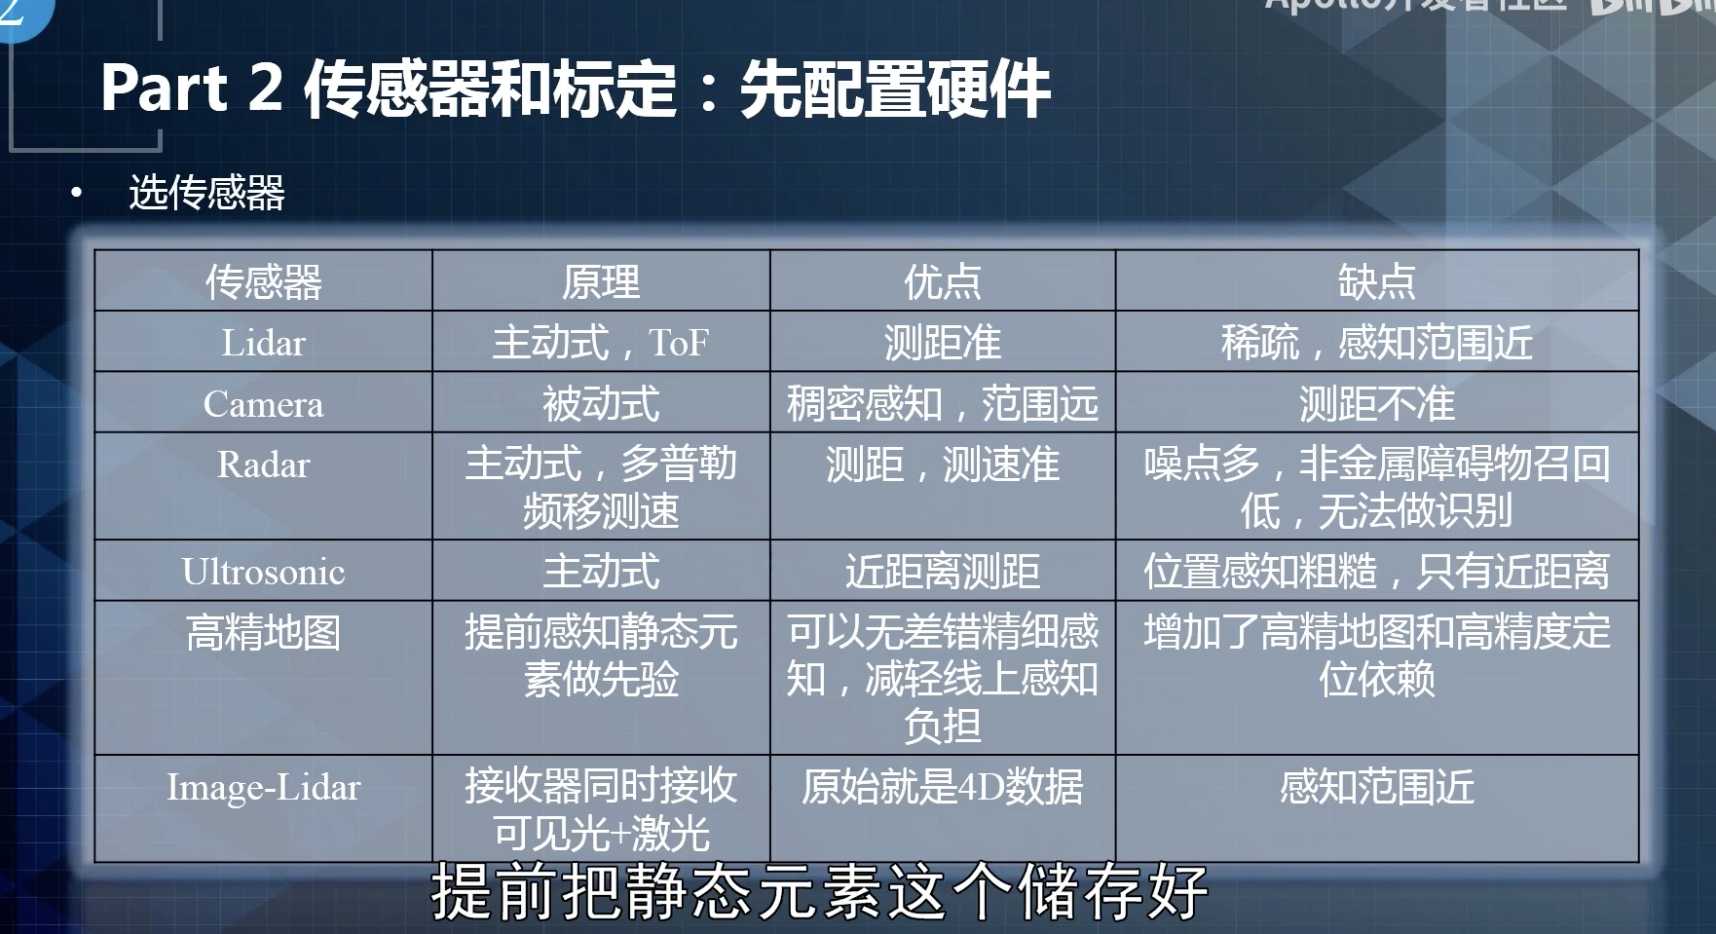 2
Apollo开发者社区 bilibili
Part 2 传感器和标定：先配置硬件
• 选传感器
传感器 原理 优点 缺点
Lidar 主动式，ToF 测距准 稀疏，感知范围近
Camera 被动式 稠密感知，范围远 测距不准
Radar 主动式，多普勒 测距，测速准 噪点多，非金属障碍物召回
频移测速 低，无法做识别
Ultrosonic 主动式 近距离测距 位置感知粗糙，只有近距离
高精地图 提前感知静态元 可以无差错精细感 增加了高精地图和高精度定
素做先验 知，减轻线上感知 位依赖
负担
Image-Lidar 接收器同时接收 原始就是4D数据 感知范围近
可见光+激光
提前把静态元素这个储存好